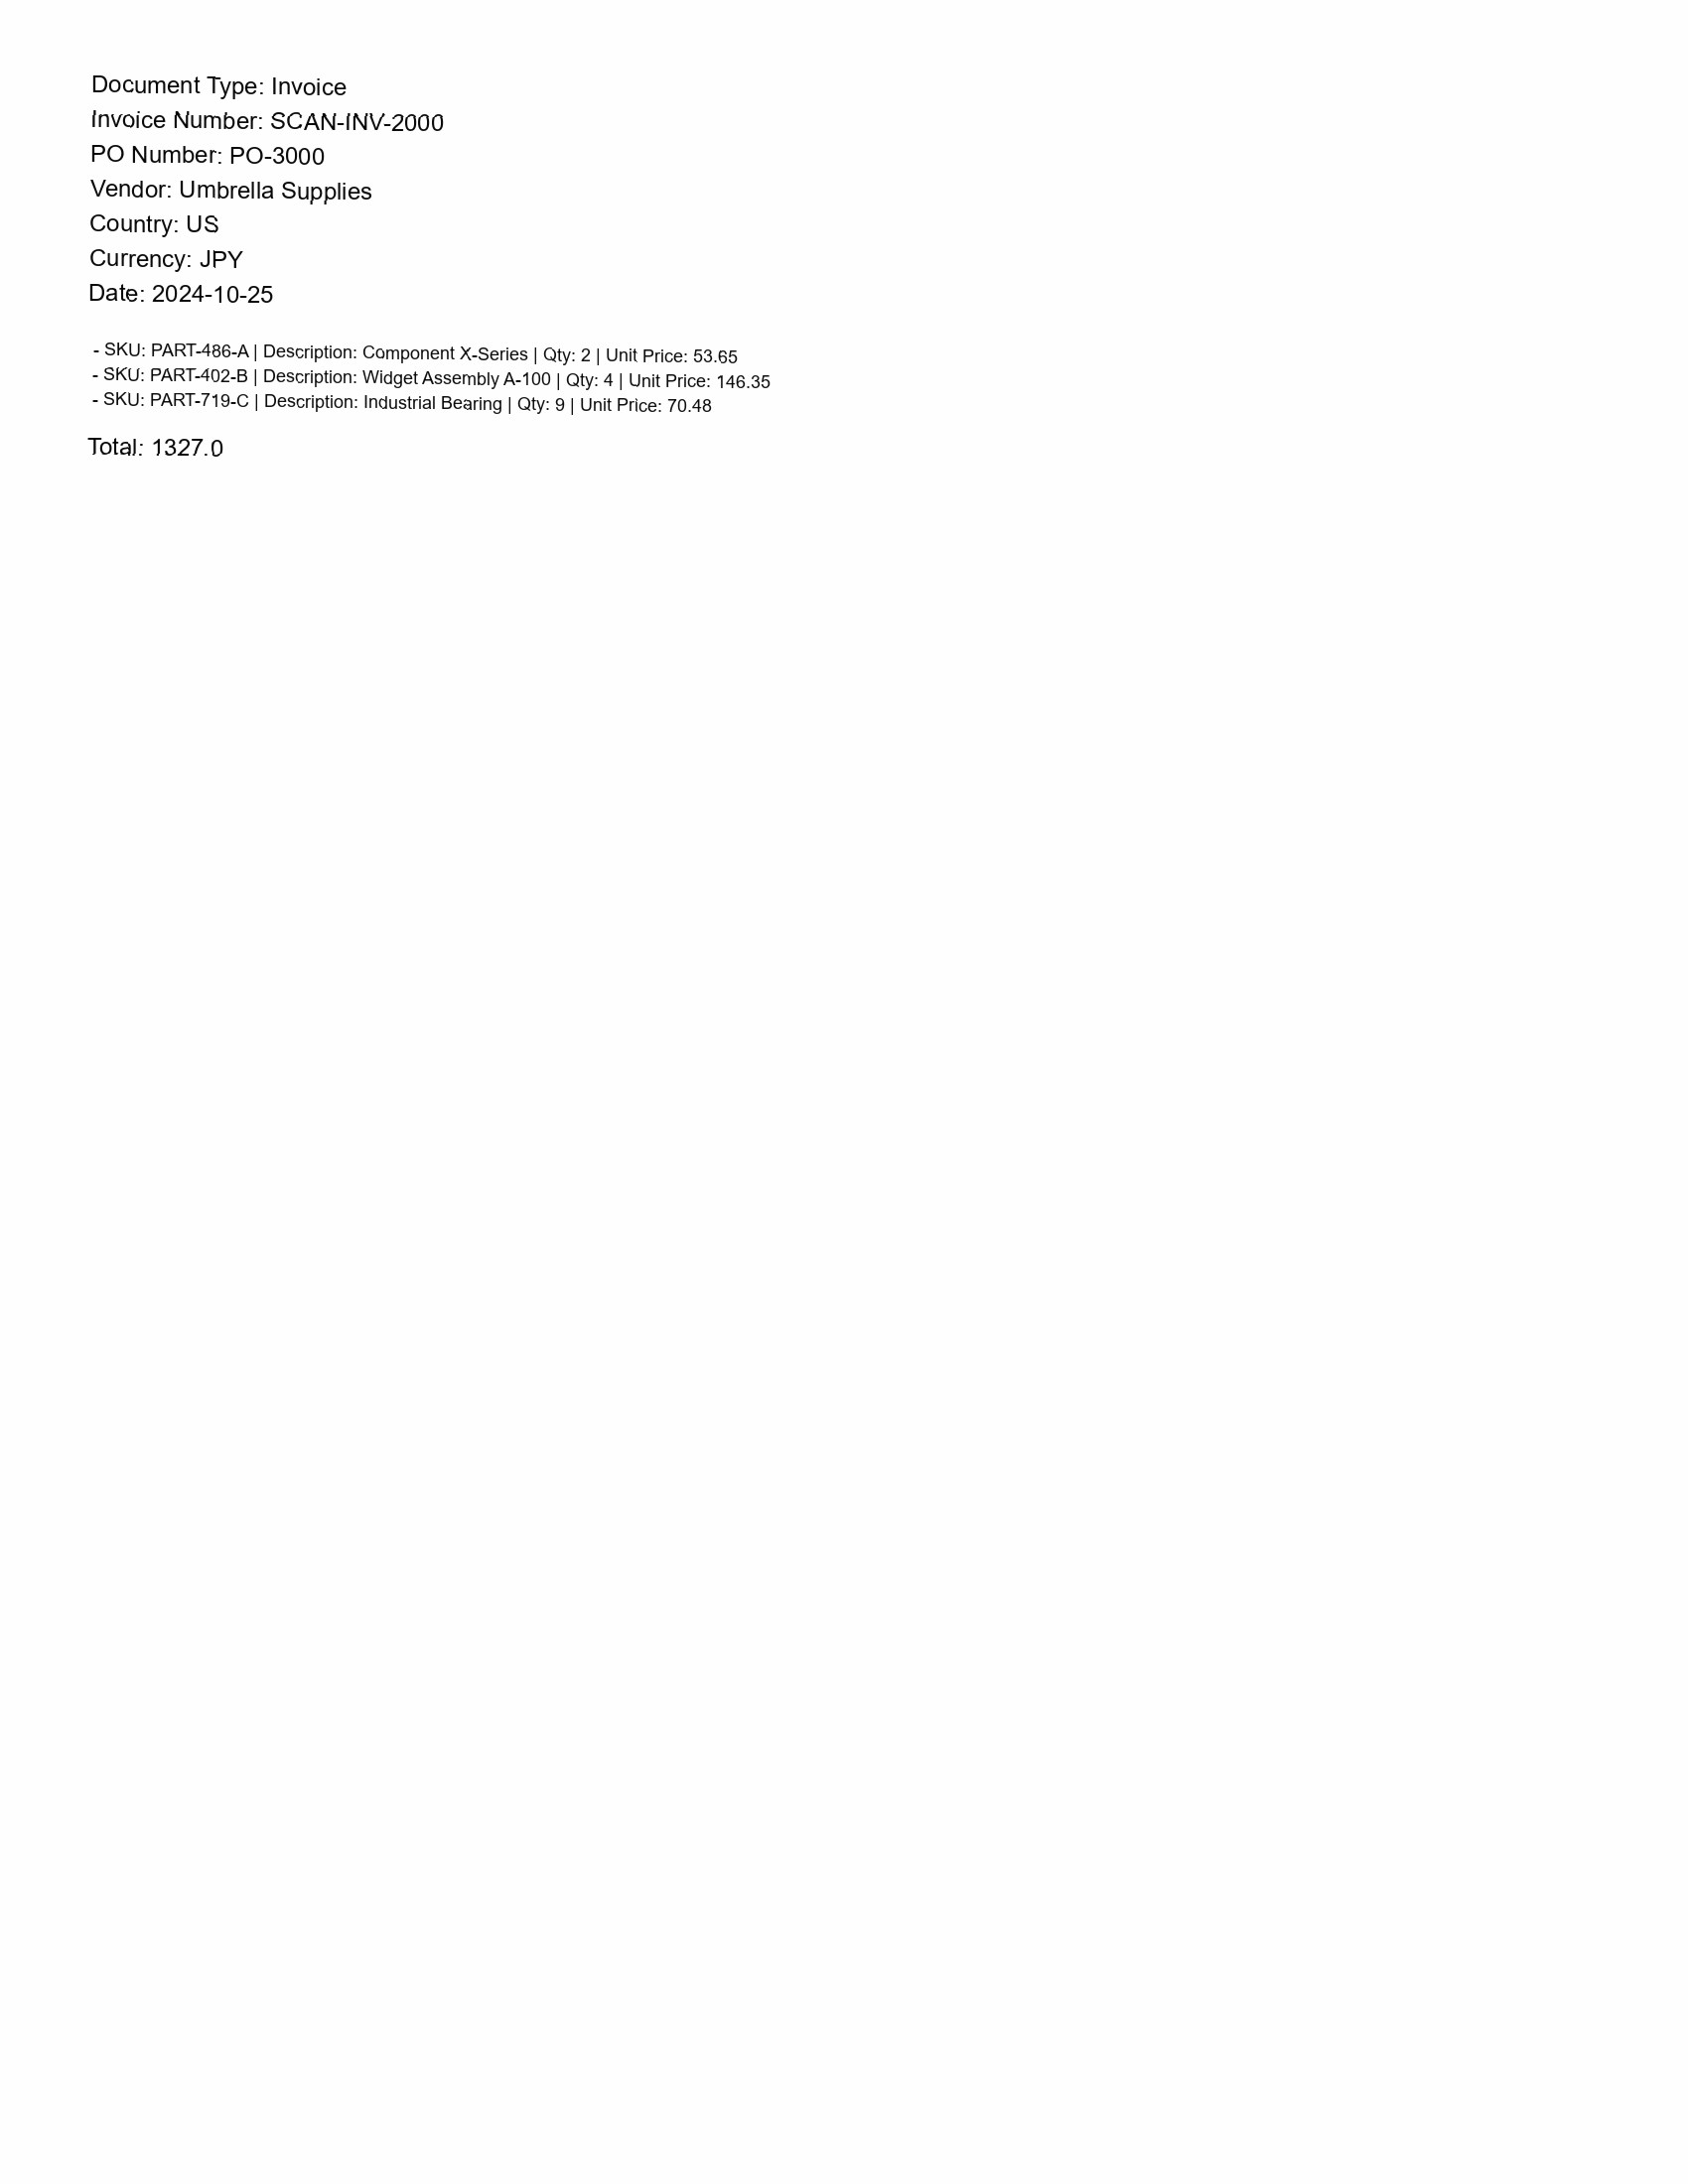 Document Type: Invoice
Invoice Number: SCAN-INV-2000
PO Number: PO-3000
Vendor: Umbrella Supplies
Country: US
Currency: JPY
Date: 2024-10-25
- SKU: PART-486-A | Description: Component X-Series | Qty: 2 | Unit Price: 53.65
- SKU: PART-402-B | Description: Widget Assembly A-100 | Qty: 4 | Unit Price: 146.35
- SKU: PART-719-C | Description: Industrial Bearing | Qty: 9 | Unit Price: 70.48
Total: 1327.0